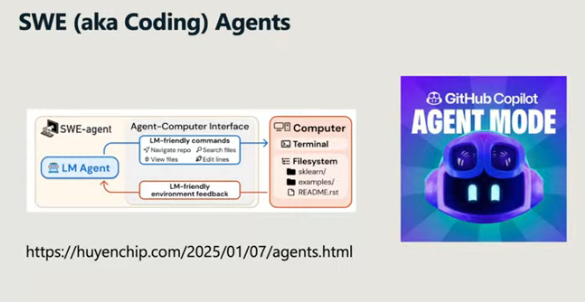 SWE (aka Coding) Agents
SWE-agent
Agent-Computer Interface
LM-friendly commands
Navigate repo Search files
View files Edit lines
LM Agent
LM-friendly
environment feedback
Computer
Terminal
Filesystem
sklearn/
examples/
README.rst
GitHub Copilot
AGENT MODE
https://huyenchip.com/2025/01/07/agents.html